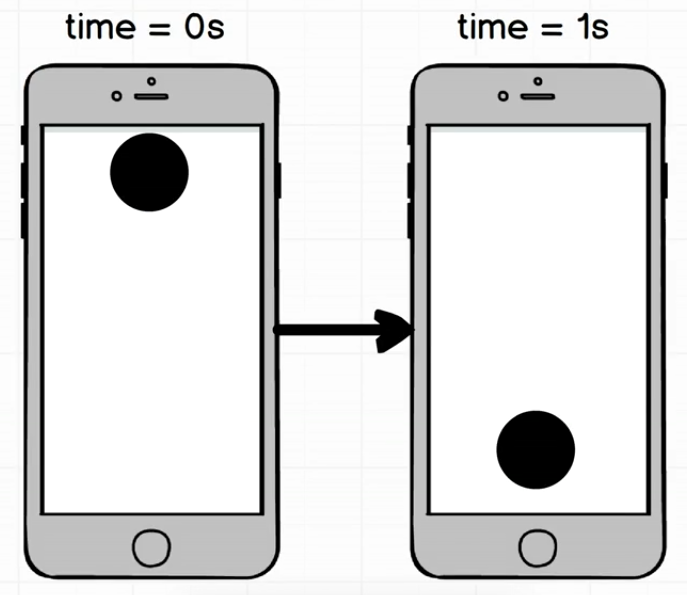 time = 0s
time = 1s